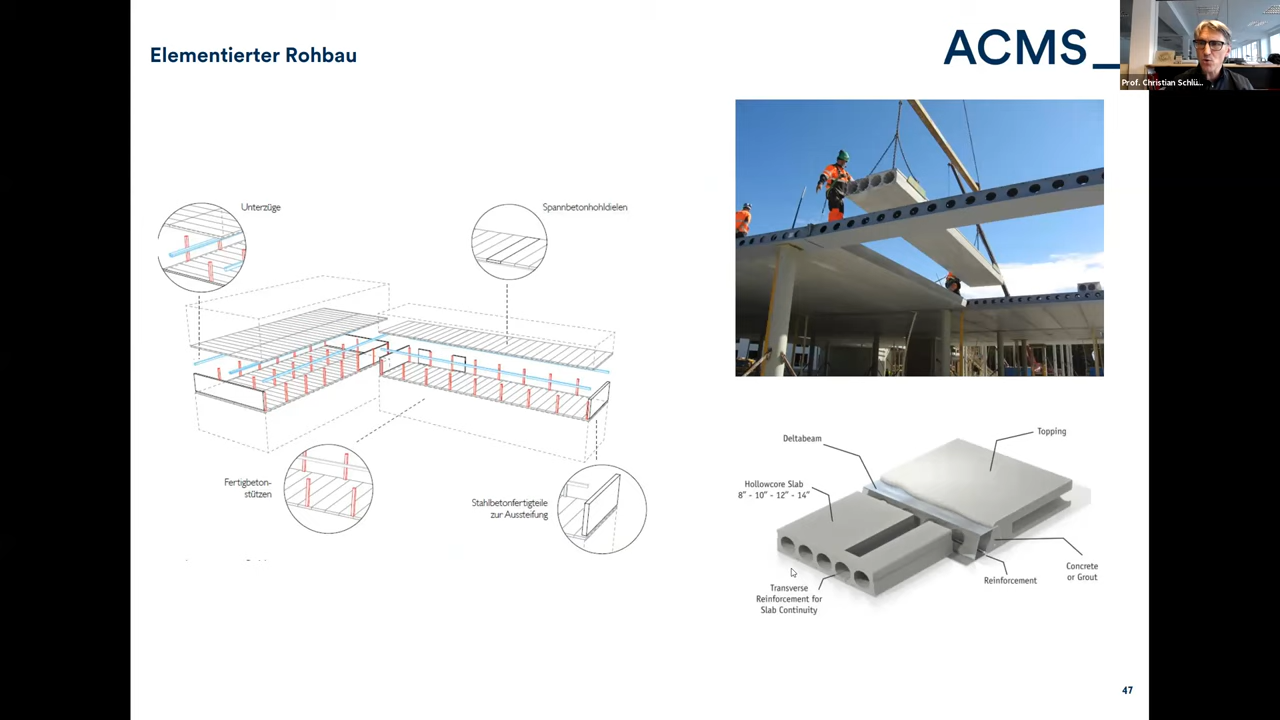 Elementierter Rohbau
ACMS_
Prof. Christian Schlü...
Unterzüge
Spannbetonhohldielen
Fertigbeton-
stützen
Stahlbetonfertigteile
zur Aussteifung
Deltabeam
Topping
Hollowcore Slab
8" - 10" - 12" - 14"
Concrete
or Grout
Reinforcement
Transverse
Reinforcement for
Slab Continuity
47